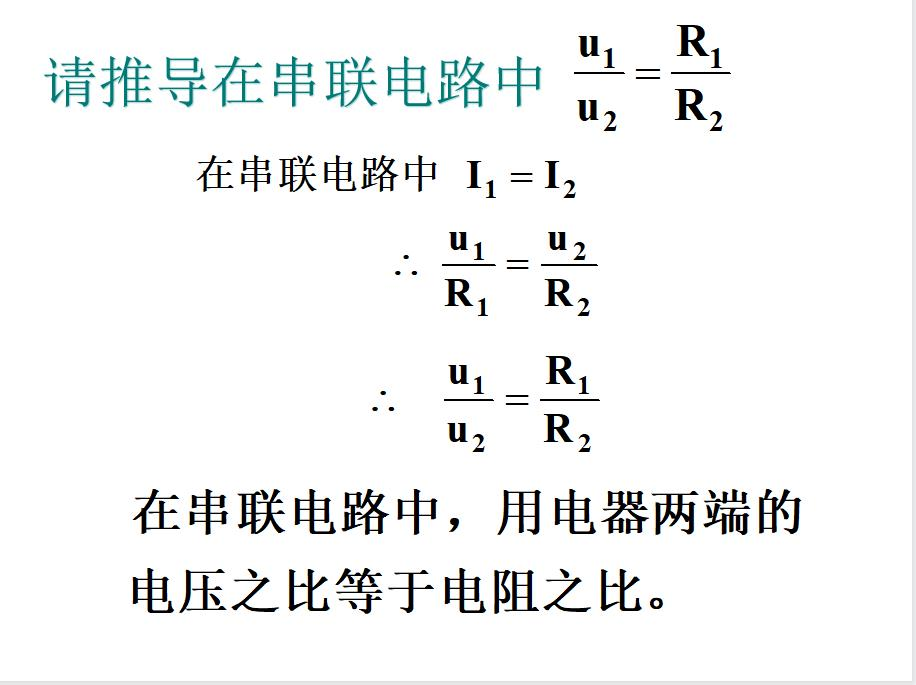 请推导在串联电路中 u₁/u₂ = R₁/R₂
在串联电路中 I₁ = I₂
∴ u₁/R₁ = u₂/R₂
∴ u₁/u₂ = R₁/R₂
在串联电路中，用电器两端的
电压之比等于电阻之比。